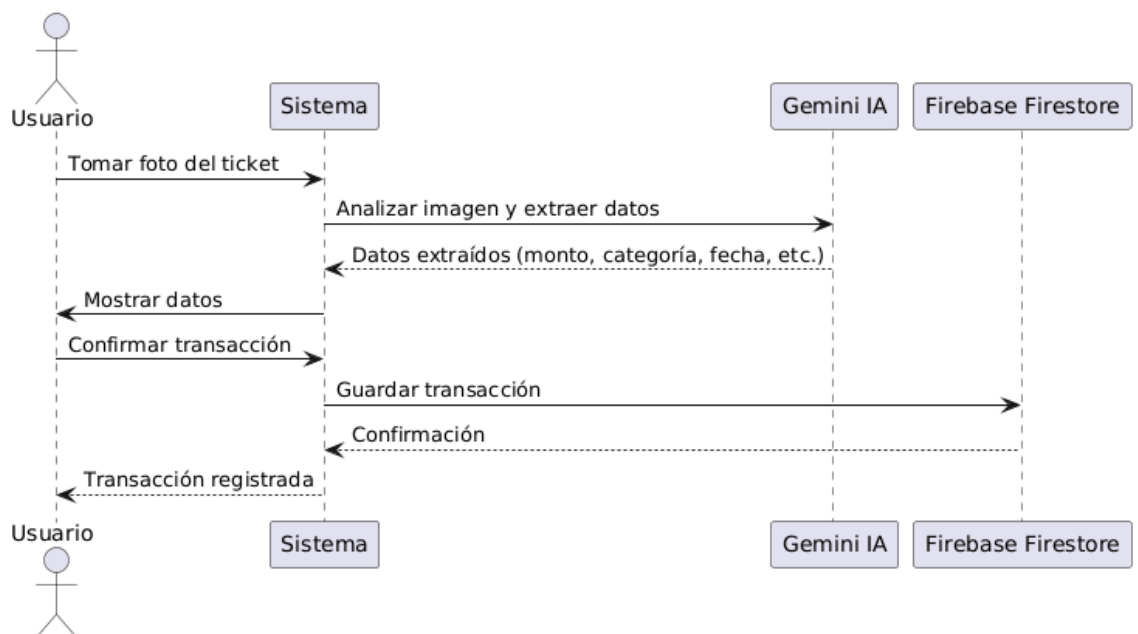 Usuario
Sistema
Gemini IA
Firebase Firestore
Tomar foto del ticket
Analizar imagen y extraer datos
Datos extraídos (monto, categoría, fecha, etc.)
Mostrar datos
Confirmar transacción
Guardar transacción
Confirmación
Transacción registrada
Usuario
Sistema
Gemini IA
Firebase Firestore